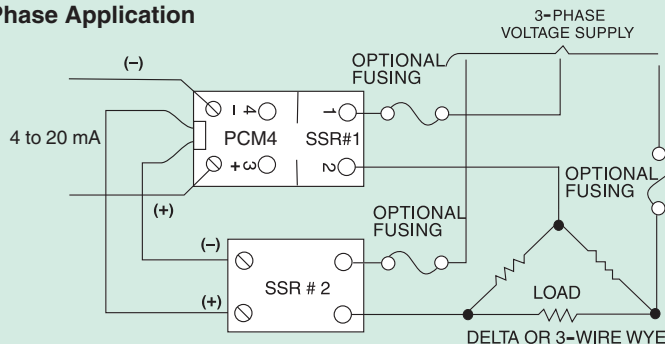 Phase Application
3-PHASE
VOLTAGE SUPPLY
OPTIONAL
FUSING
(–)
4 to 20 mA
– 4 1
PCM4 SSR#1
+ 3 2
(+)
OPTIONAL
FUSING
OPTIONAL
FUSING
(–)
SSR # 2
(+)
LOAD
DELTA OR 3-WIRE WYE